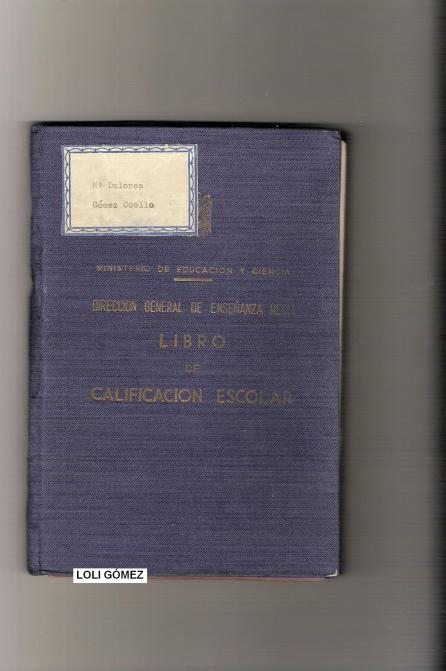 Mª Dolores
Gómez Coello
MINISTERIO DE EDUCACION Y CIENCIA
DIRECCION GENERAL DE ENSEÑANZA MEDIA
LIBRO
DE
CALIFICACION ESCOLAR
LOLI GÓMEZ